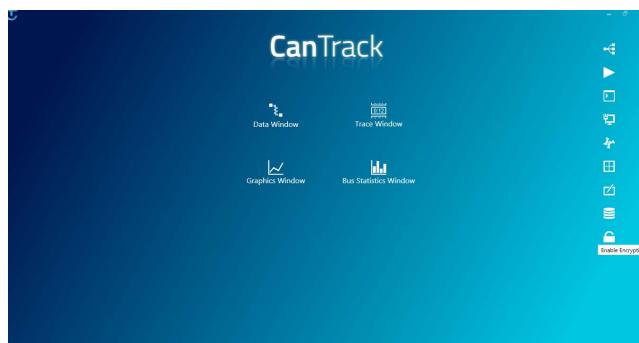 CanTrack
Data Window
Trace Window
Graphics Window
Bus Statistics Window
Enable Encrypti